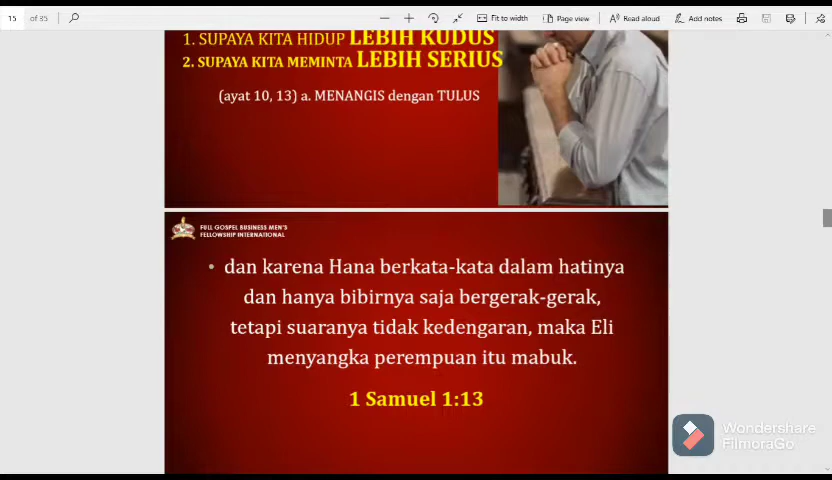 15 of 35 Fit to width Page view Read aloud Add notes
1. SUPAYA KITA HIDUP LEBIH KUDUS
2. SUPAYA KITA MEMINTA LEBIH SERIUS
(ayat 10, 13) a. MENANGIS dengan TULUS
FULL GOSPEL BUSINESS MEN'S
FELLOWSHIP INTERNATIONAL
• dan karena Hana berkata-kata dalam hatinya
dan hanya bibirnya saja bergerak-gerak,
tetapi suaranya tidak kedengaran, maka Eli
menyangka perempuan itu mabuk.
1 Samuel 1:13
Wondershare
FilmoraGo